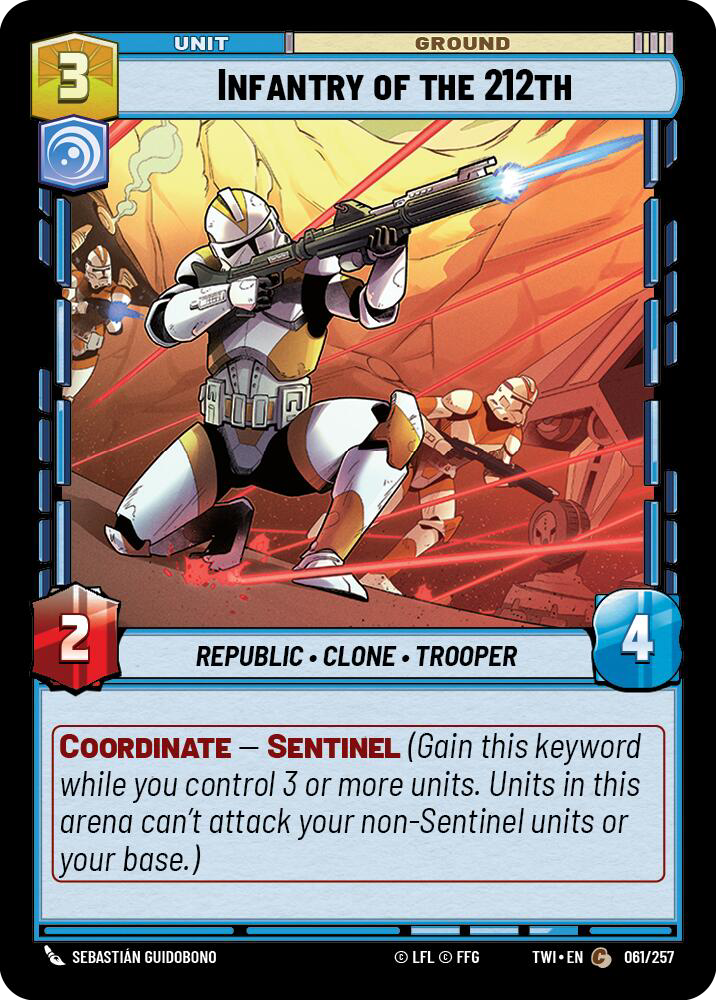 UNIT
GROUND
3
INFANTRY OF THE 212TH
2
REPUBLIC • CLONE • TROOPER
4
COORDINATE – SENTINEL (Gain this keyword
while you control 3 or more units. Units in this
arena can't attack your non-Sentinel units or
your base.)
SEBASTIÁN GUIDOBONO
© LFL © FFG
TWI • EN
C
061/257